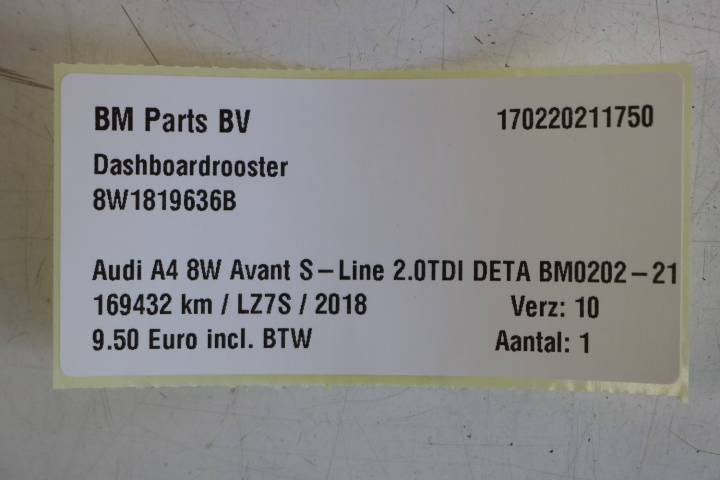 BM Parts BV 170220211750
Dashboardrooster
8W1819636B
Audi A4 8W Avant S-Line 2.0TDI DETA BM0202-21
169432 km / LZ7S / 2018 Verz: 10
9.50 Euro incl. BTW Aantal: 1